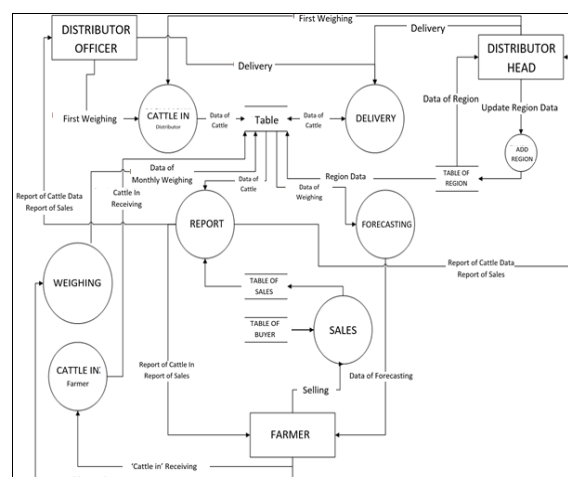 First Weighing
DISTRIBUTOR
OFFICER
Delivery
DISTRIBUTOR
HEAD
Delivery
Data of Region
Update Region Data
First Weighing
CATTLE IN
Distributor
Data of
Cattle
Table
Data of
Cattle
DELIVERY
ADD
REGION
Data of
Monthly Weighing
Cattle In
Receiving
Data of
Cattle
Region Data
Data of
Weighing
TABLE OF
REGION
Report of Cattle Data
Report of Sales
REPORT
FORECASTING
WEIGHING
Report of Cattle Data
Report of Sales
TABLE OF
SALES
TABLE OF
BUYER
SALES
CATTLE IN
Farmer
Report of Cattle In
Report of Sales
Data of Forecasting
Selling
FARMER
'Cattle in' Receiving